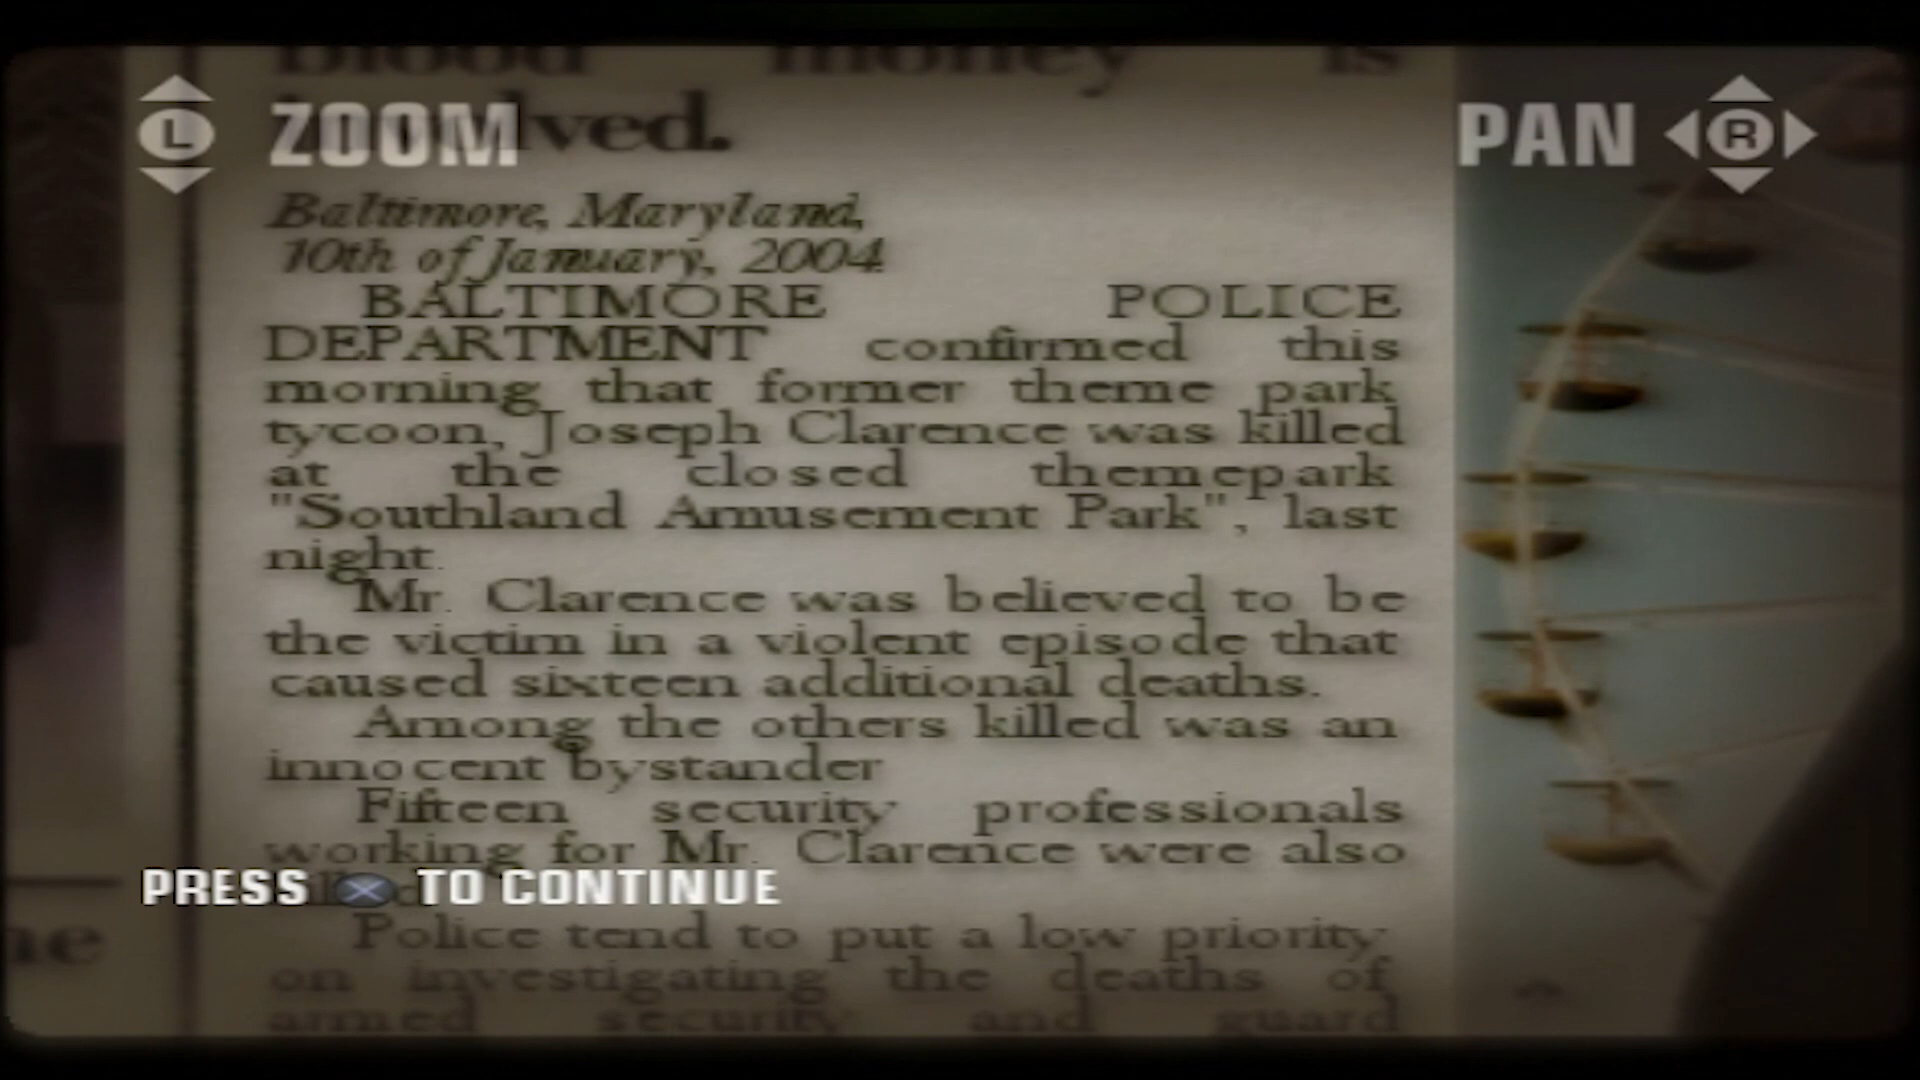 blood money is
ved.
ZOOM
L
PAN
R
Baltimore, Maryland,
10th of January, 2004
BALTIMORE POLICE
DEPARTMENT confirmed this
morning that former theme park
tycoon, Joseph Clarence was killed
at the closed themepark
"Southland Amusement Park", last
night.
Mr. Clarence was believed to be
the victim in a violent episode that
caused sixteen additional deaths.
Among the others killed was an
innocent bystander
Fifteen security professionals
working for Mr. Clarence were also
PRESS X TO CONTINUE
Police tend to put a low priority
on investigating the deaths of
armed security and guard